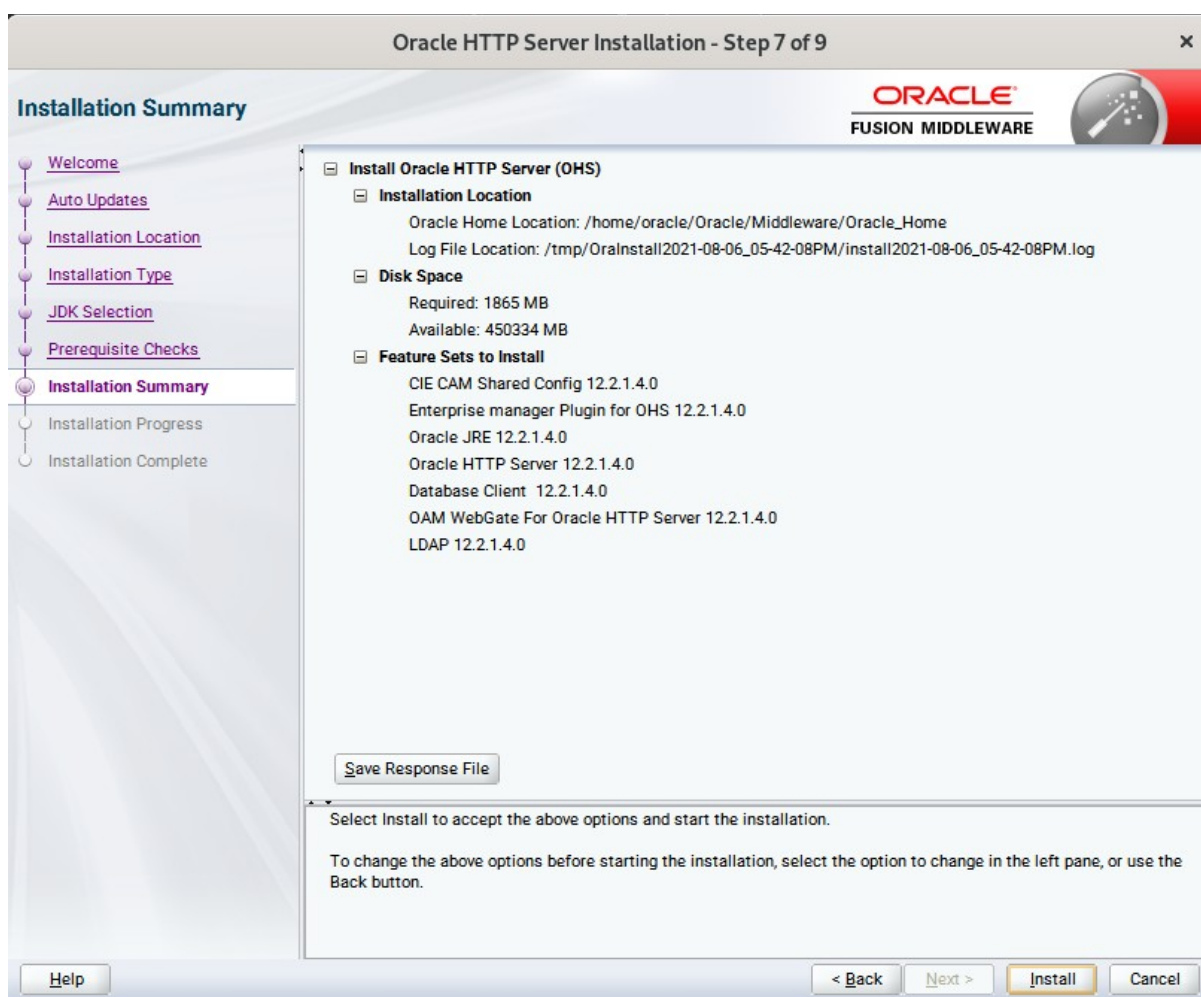 Oracle HTTP Server Installation - Step 7 of 9
Installation Summary
ORACLE
FUSION MIDDLEWARE
Welcome
Auto Updates
Installation Location
Installation Type
JDK Selection
Prerequisite Checks
Installation Summary
Installation Progress
Installation Complete
Install Oracle HTTP Server (OHS)
Installation Location
Oracle Home Location: /home/oracle/Oracle/Middleware/Oracle_Home
Log File Location: /tmp/OraInstall2021-08-06_05-42-08PM/install2021-08-06_05-42-08PM.log
Disk Space
Required: 1865 MB
Available: 450334 MB
Feature Sets to Install
CIE CAM Shared Config 12.2.1.4.0
Enterprise manager Plugin for OHS 12.2.1.4.0
Oracle JRE 12.2.1.4.0
Oracle HTTP Server 12.2.1.4.0
Database Client 12.2.1.4.0
OAM WebGate For Oracle HTTP Server 12.2.1.4.0
LDAP 12.2.1.4.0
Save Response File
Select Install to accept the above options and start the installation.
To change the above options before starting the installation, select the option to change in the left pane, or use the
Back button.
Help
< Back
Next >
Install
Cancel